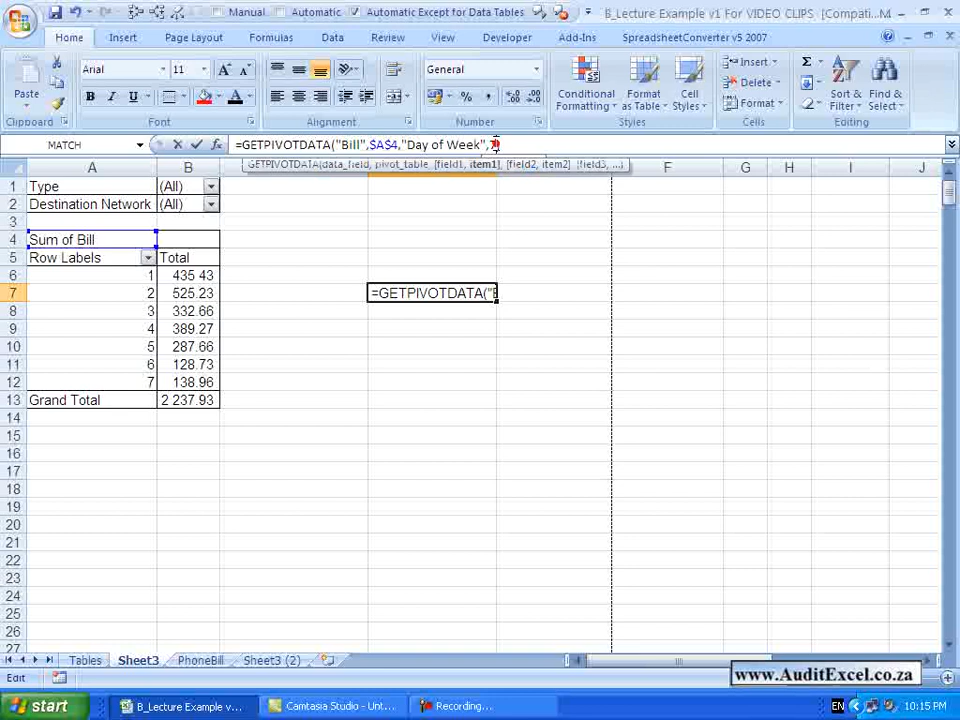 Manual Automatic Automatic Except for Data Tables B_Lecture Example v1 For VIDEO CLIPS [Compati...
Home Insert Page Layout Formulas Data Review View Developer Add-Ins SpreadsheetConverter v5 2007
Arial 11 General Insert
Paste B I U % Conditional Format Cell Delete Sort & Find &
Formatting as Table Styles Format Filter Select
Clipboard Font Alignment Number Styles Cells Editing
MATCH =GETPIVOTDATA("Bill",$A$4,"Day of Week",
GETPIVOTDATA(data_field, pivot_table, [field1, item1], [field2, item2], [field3, ...)
A B F G H I J
1 Type (All)
2 Destination Network (All)
3
4 Sum of Bill
5 Row Labels Total
6 1 435.43
7 2 525.23 =GETPIVOTDATA("B
8 3 332.66
9 4 389.27
10 5 287.66
11 6 128.73
12 7 138.96
13 Grand Total 2 237.93
14
15
16
17
18
19
20
21
22
23
24
25
26
27
Tables Sheet3 PhoneBill Sheet3 (2)
www.AuditExcel.co.za
Edit
start B_Lecture Example v... Camtasia Studio - Unt... Recording... EN 10:15 PM